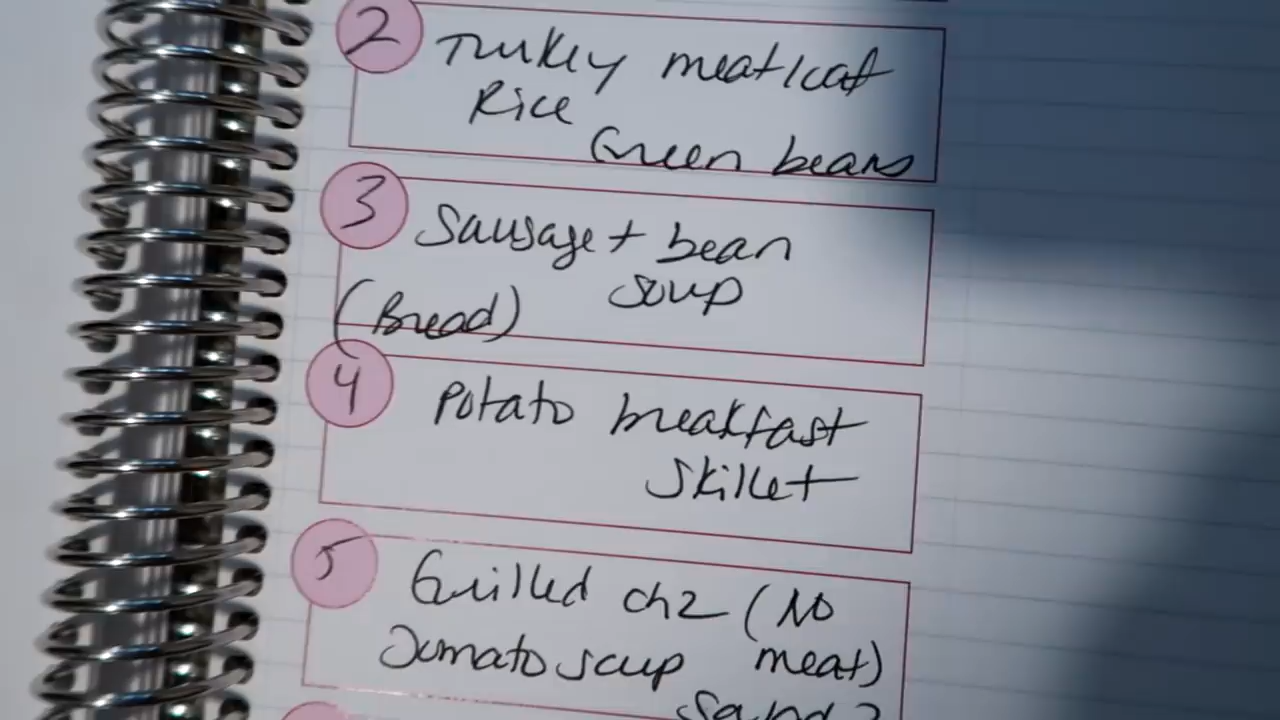 2
Turkey meatloaf
Rice
Green beans
3
Sausage + bean
soup
(Bread)
4
Potato breakfast
skillet
5
Grilled chz (No
Tomato soup meat)